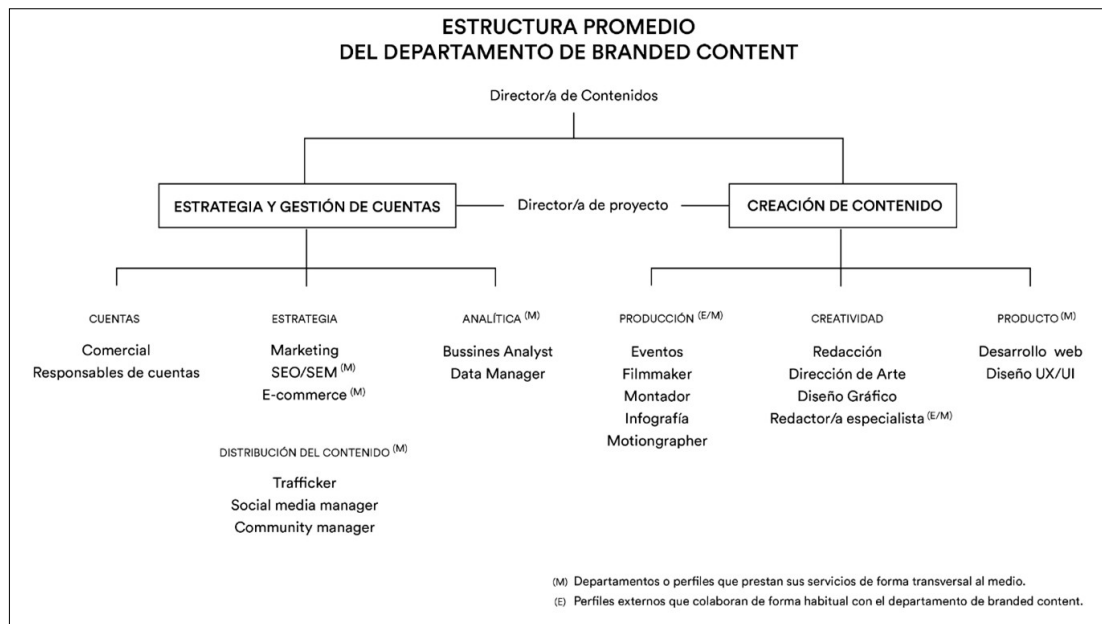 ESTRUCTURA PROMEDIO
DEL DEPARTAMENTO DE BRANDED CONTENT
Director/a de Contenidos
ESTRATEGIA Y GESTIÓN DE CUENTAS
Director/a de proyecto
CREACIÓN DE CONTENIDO
CUENTAS
Comercial
Responsables de cuentas
ESTRATEGIA
Marketing
SEO/SEM (M)
E-commerce (M)
DISTRIBUCIÓN DEL CONTENIDO (M)
Trafficker
Social media manager
Community manager
ANALÍTICA (M)
Bussines Analyst
Data Manager
PRODUCCIÓN (E/M)
Eventos
Filmmaker
Montador
Infografía
Motiongrapher
CREATIVIDAD
Redacción
Dirección de Arte
Diseño Gráfico
Redactor/a especialista (E/M)
PRODUCTO (M)
Desarrollo web
Diseño UX/UI
(M) Departamentos o perfiles que prestan sus servicios de forma transversal al medio.
(E) Perfiles externos que colaboran de forma habitual con el departamento de branded content.